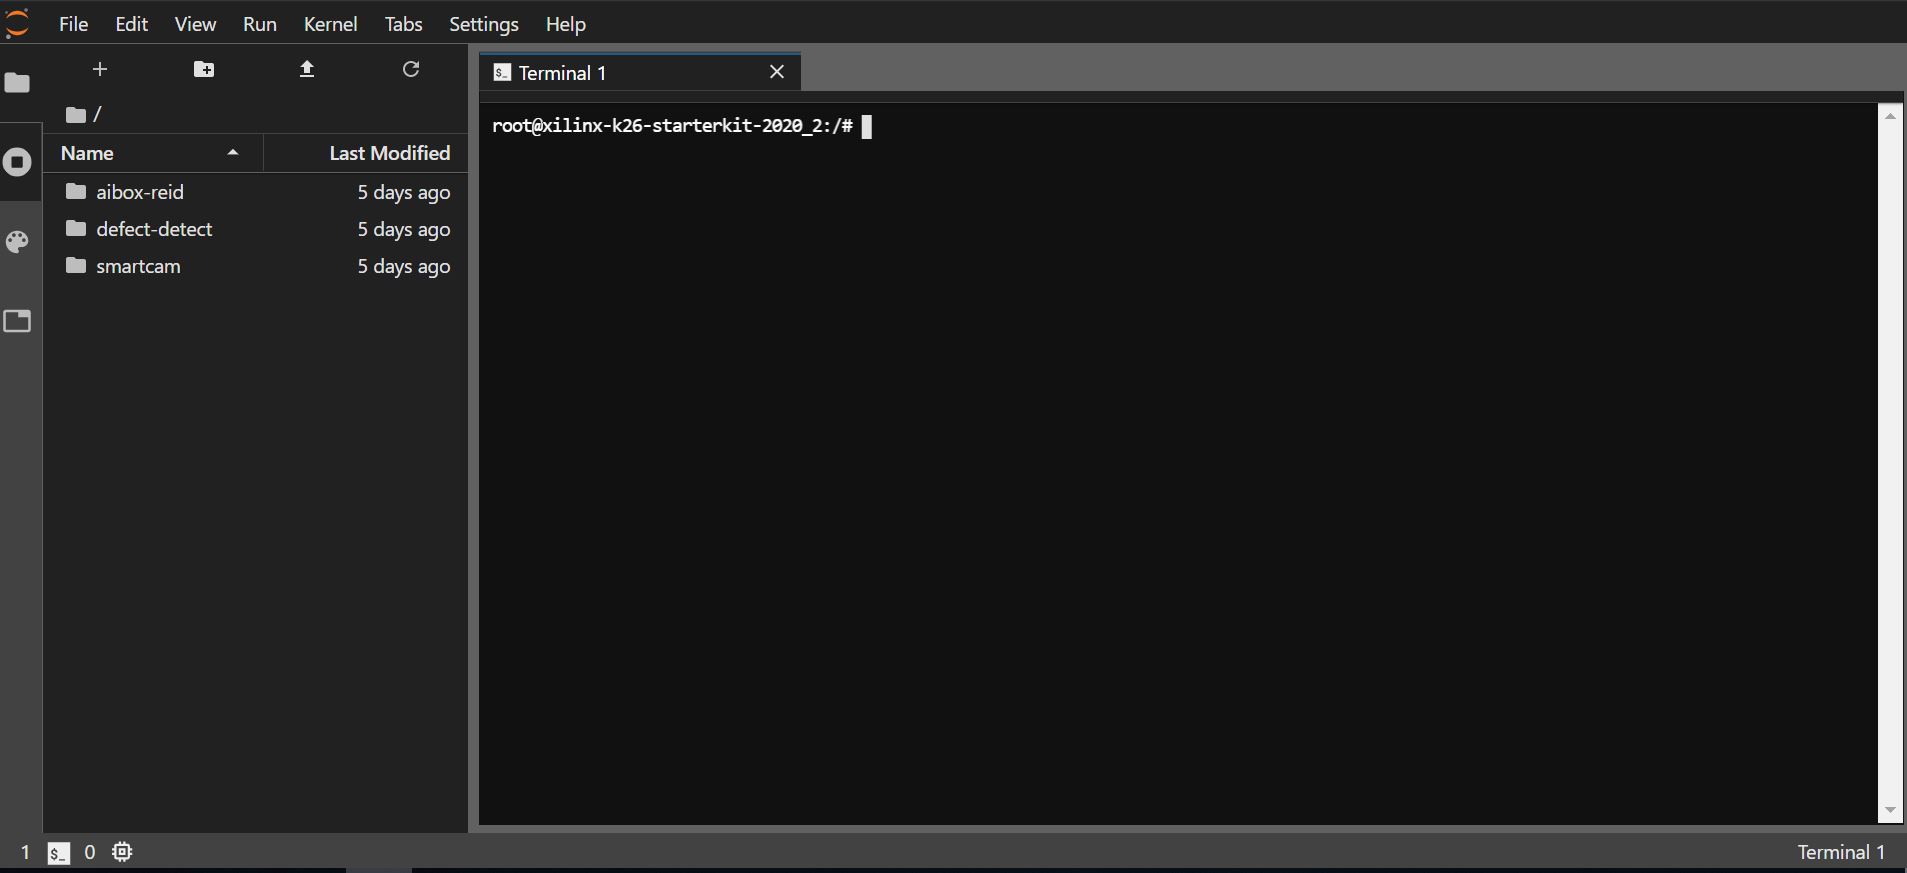 File Edit View Run Kernel Tabs Settings Help
/
Name Last Modified
aibox-reid 5 days ago
defect-detect 5 days ago
smartcam 5 days ago
$_ Terminal 1
root@xilinx-k26-starterkit-2020_2:/#
1 $_ 0 Terminal 1